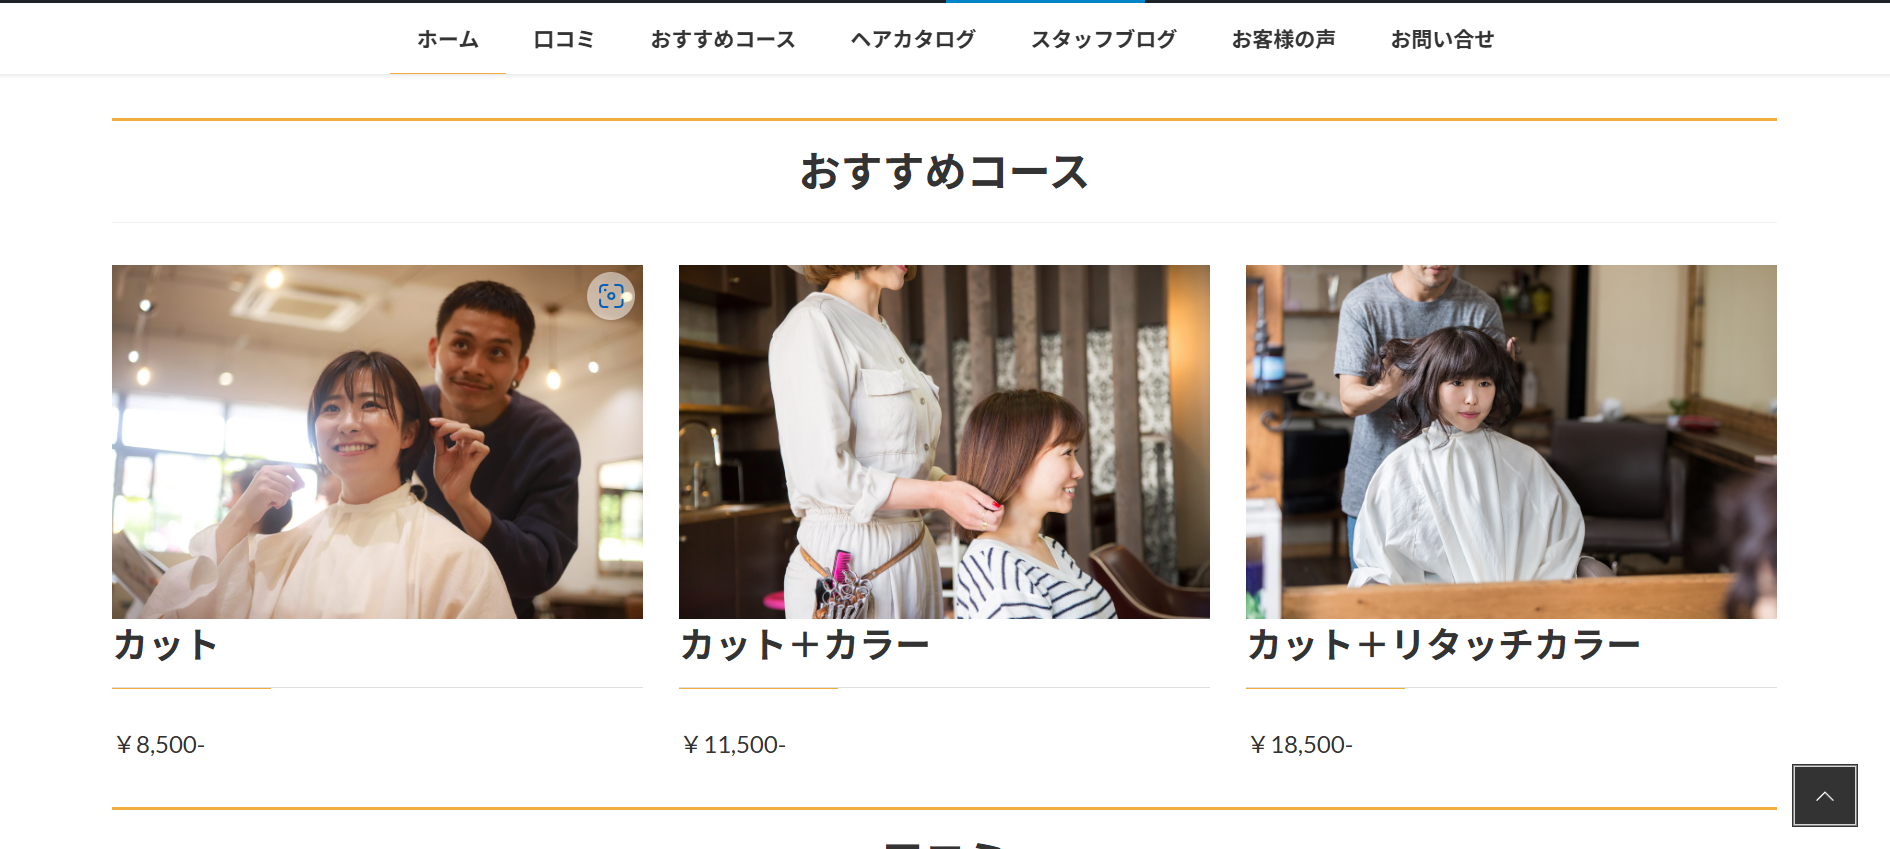 ホーム 口コミ おすすめコース ヘアカタログ スタッフブログ お客様の声 お問い合せ
おすすめコース
カット
￥8,500-
カット＋カラー
￥11,500-
カット＋リタッチカラー
￥18,500-
口コミ